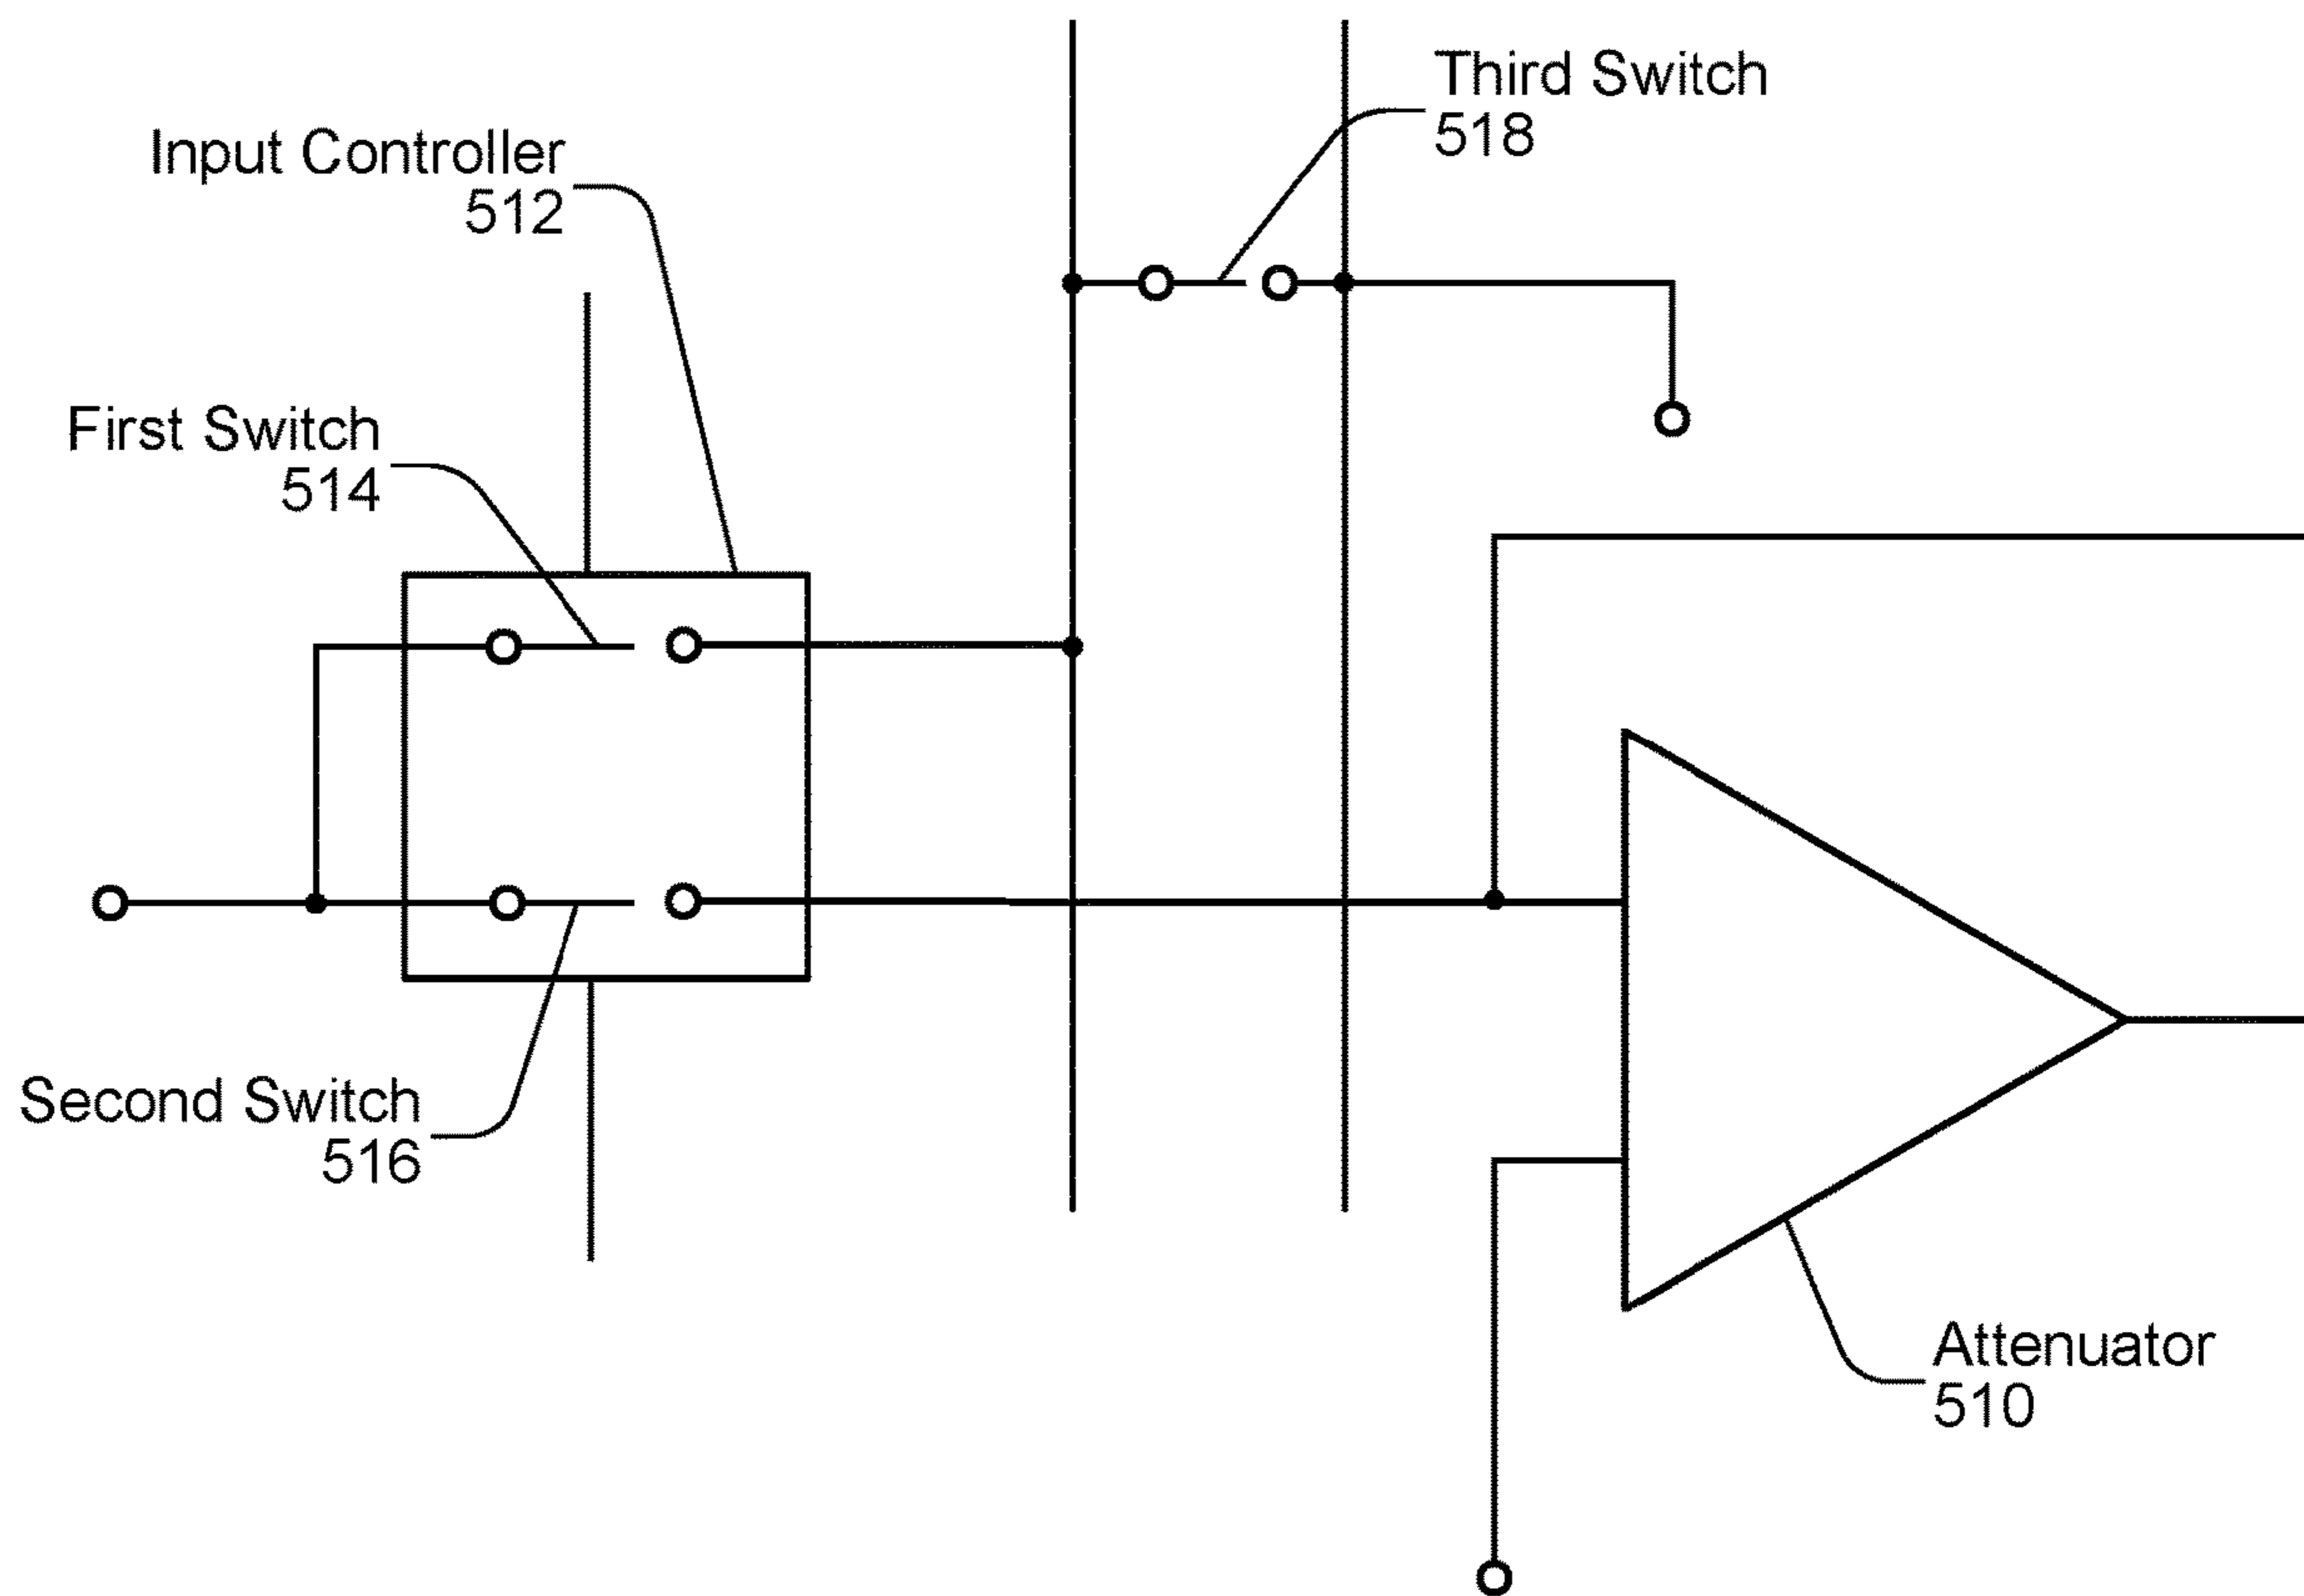 Third Switch
518
Input Controller
512
First Switch
514
Second Switch
516
Attenuator
510